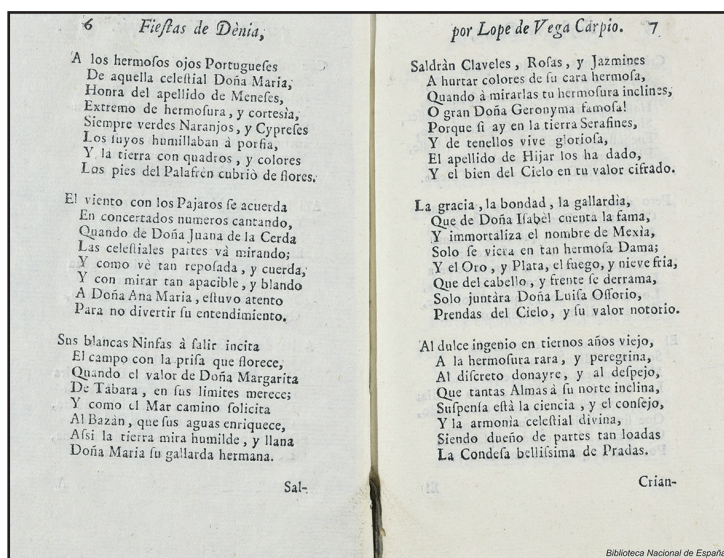 6 Fiestas de Dènia,
A los hermosos ojos Portugueses
De aquella celestial Doña Maria,
Honra del apellido de Meneses,
Extremo de hermosura, y cortesìa,
Siempre verdes Naranjos, y Cypreses
Los suyos humillaban à porfia,
Y la tierra con quadros, y colores
Los pies del Palafrèn cubriò de flores.
El viento con los Pajaros se acuerda
En concertados numeros cantando,
Quando de Doña Juana de la Cerda
Las celestiales partes và mirando;
Y como vè tan reposada, y cuerda,
Y con mirar tan apacible, y blando
A Doña Ana Maria, estuvo atento
Para no divertir su entendimiento.
Sus blancas Ninfas à salir incita
El campo con la prisa que florece,
Quando el valor de Doña Margarita
De Tábara, en sus limites merece;
Y como el Mar camino solicita
Al Bazàn, que sus aguas enriquece,
Assi la tierra mira humilde, y llana
Doña Maria su gallarda hermana.
Sal-
por Lope de Vega Carpio. 7
Saldràn Claveles, Rosas, y Jazmines
A hurtar colores de su cara hermosa,
Quando à mirarlas tu hermosura inclines,
O gran Doña Geronyma famosa!
Porque si ay en la tierra Serafines,
Y de tenellos vive gloriosa,
El apellido de Hijar los ha dado,
Y el bien del Cielo en tu valor cifrado.
La gracia, la bondad, la gallardìa,
Que de Doña Isabèl cuenta la fama,
Y immortaliza el nombre de Mexìa,
Solo se viera en tan hermosa Dama;
Y el Oro, y Plata, el fuego, y nieve fria,
Que del cabello, y frente se derrama,
Solo juntàra Doña Luisa Ossorio,
Prendas del Cielo, y su valor notorio.
Al dulce ingenio en tiernos años viejo,
A la hermosura rara, y peregrina,
Al discreto donayre, y al despejo,
Que tantas Almas à su norte inclina,
Suspensa està la ciencia, y el consejo,
Y la armonia celestial divina,
Siendo dueño de partes tan loadas
La Condesa bellissima de Pradas.
Crian-
Biblioteca Nacional de España